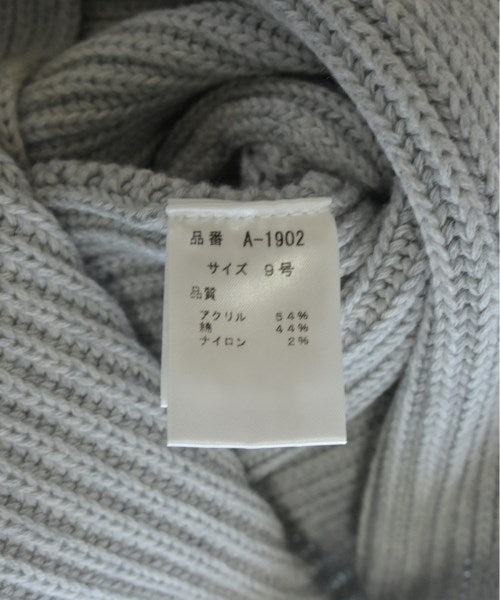 品番 A-1902
サイズ 9号
品質
アクリル 54%
綿 44%
ナイロン 2%